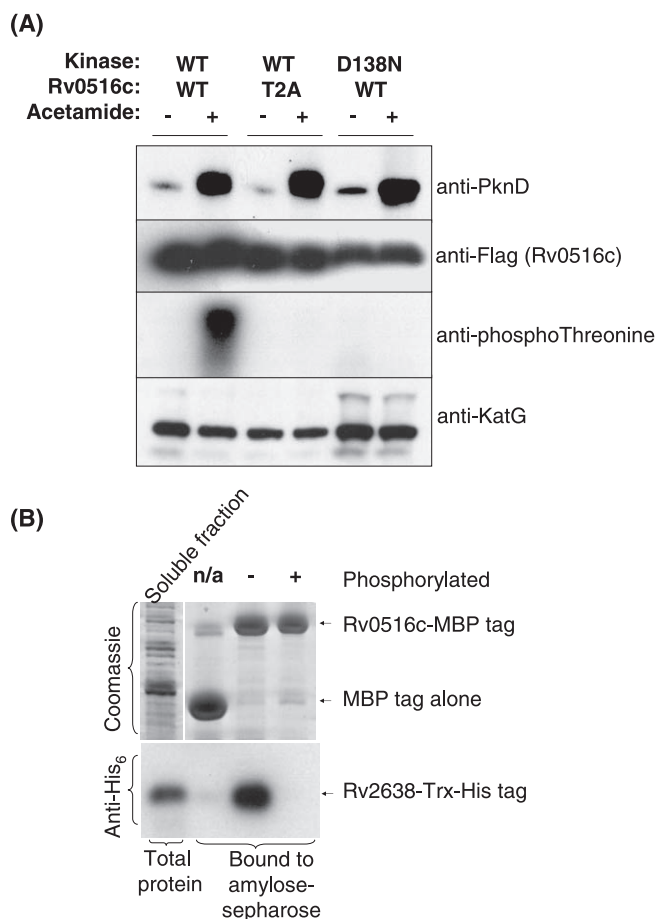 (A)
Kinase: WT WT D138N
Rv0516c: WT T2A WT
Acetamide: - + - + - +
anti-PknD
anti-Flag (Rv0516c)
anti-phosphoThreonine
anti-KatG
(B)
Soluble fraction
n/a - + Phosphorylated
Coomassie
Rv0516c-MBP tag
MBP tag alone
Anti-His6
Rv2638-Trx-His tag
Total
protein
Bound to
amylose-
sepharose